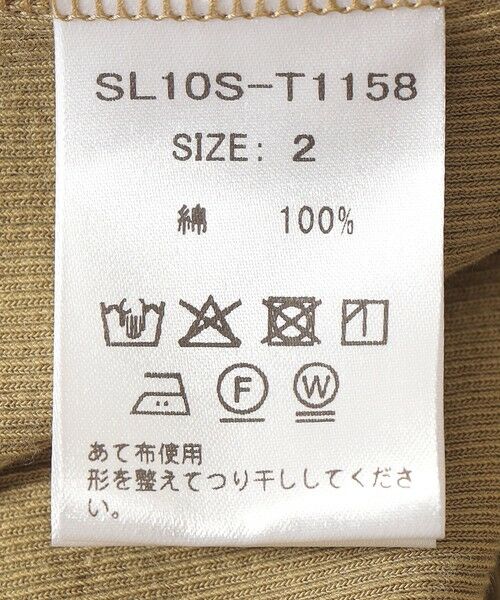 SL10S-T1158
SIZE: 2
綿 100%
F W
あて布使用
形を整えてつり干ししてくださ
い。